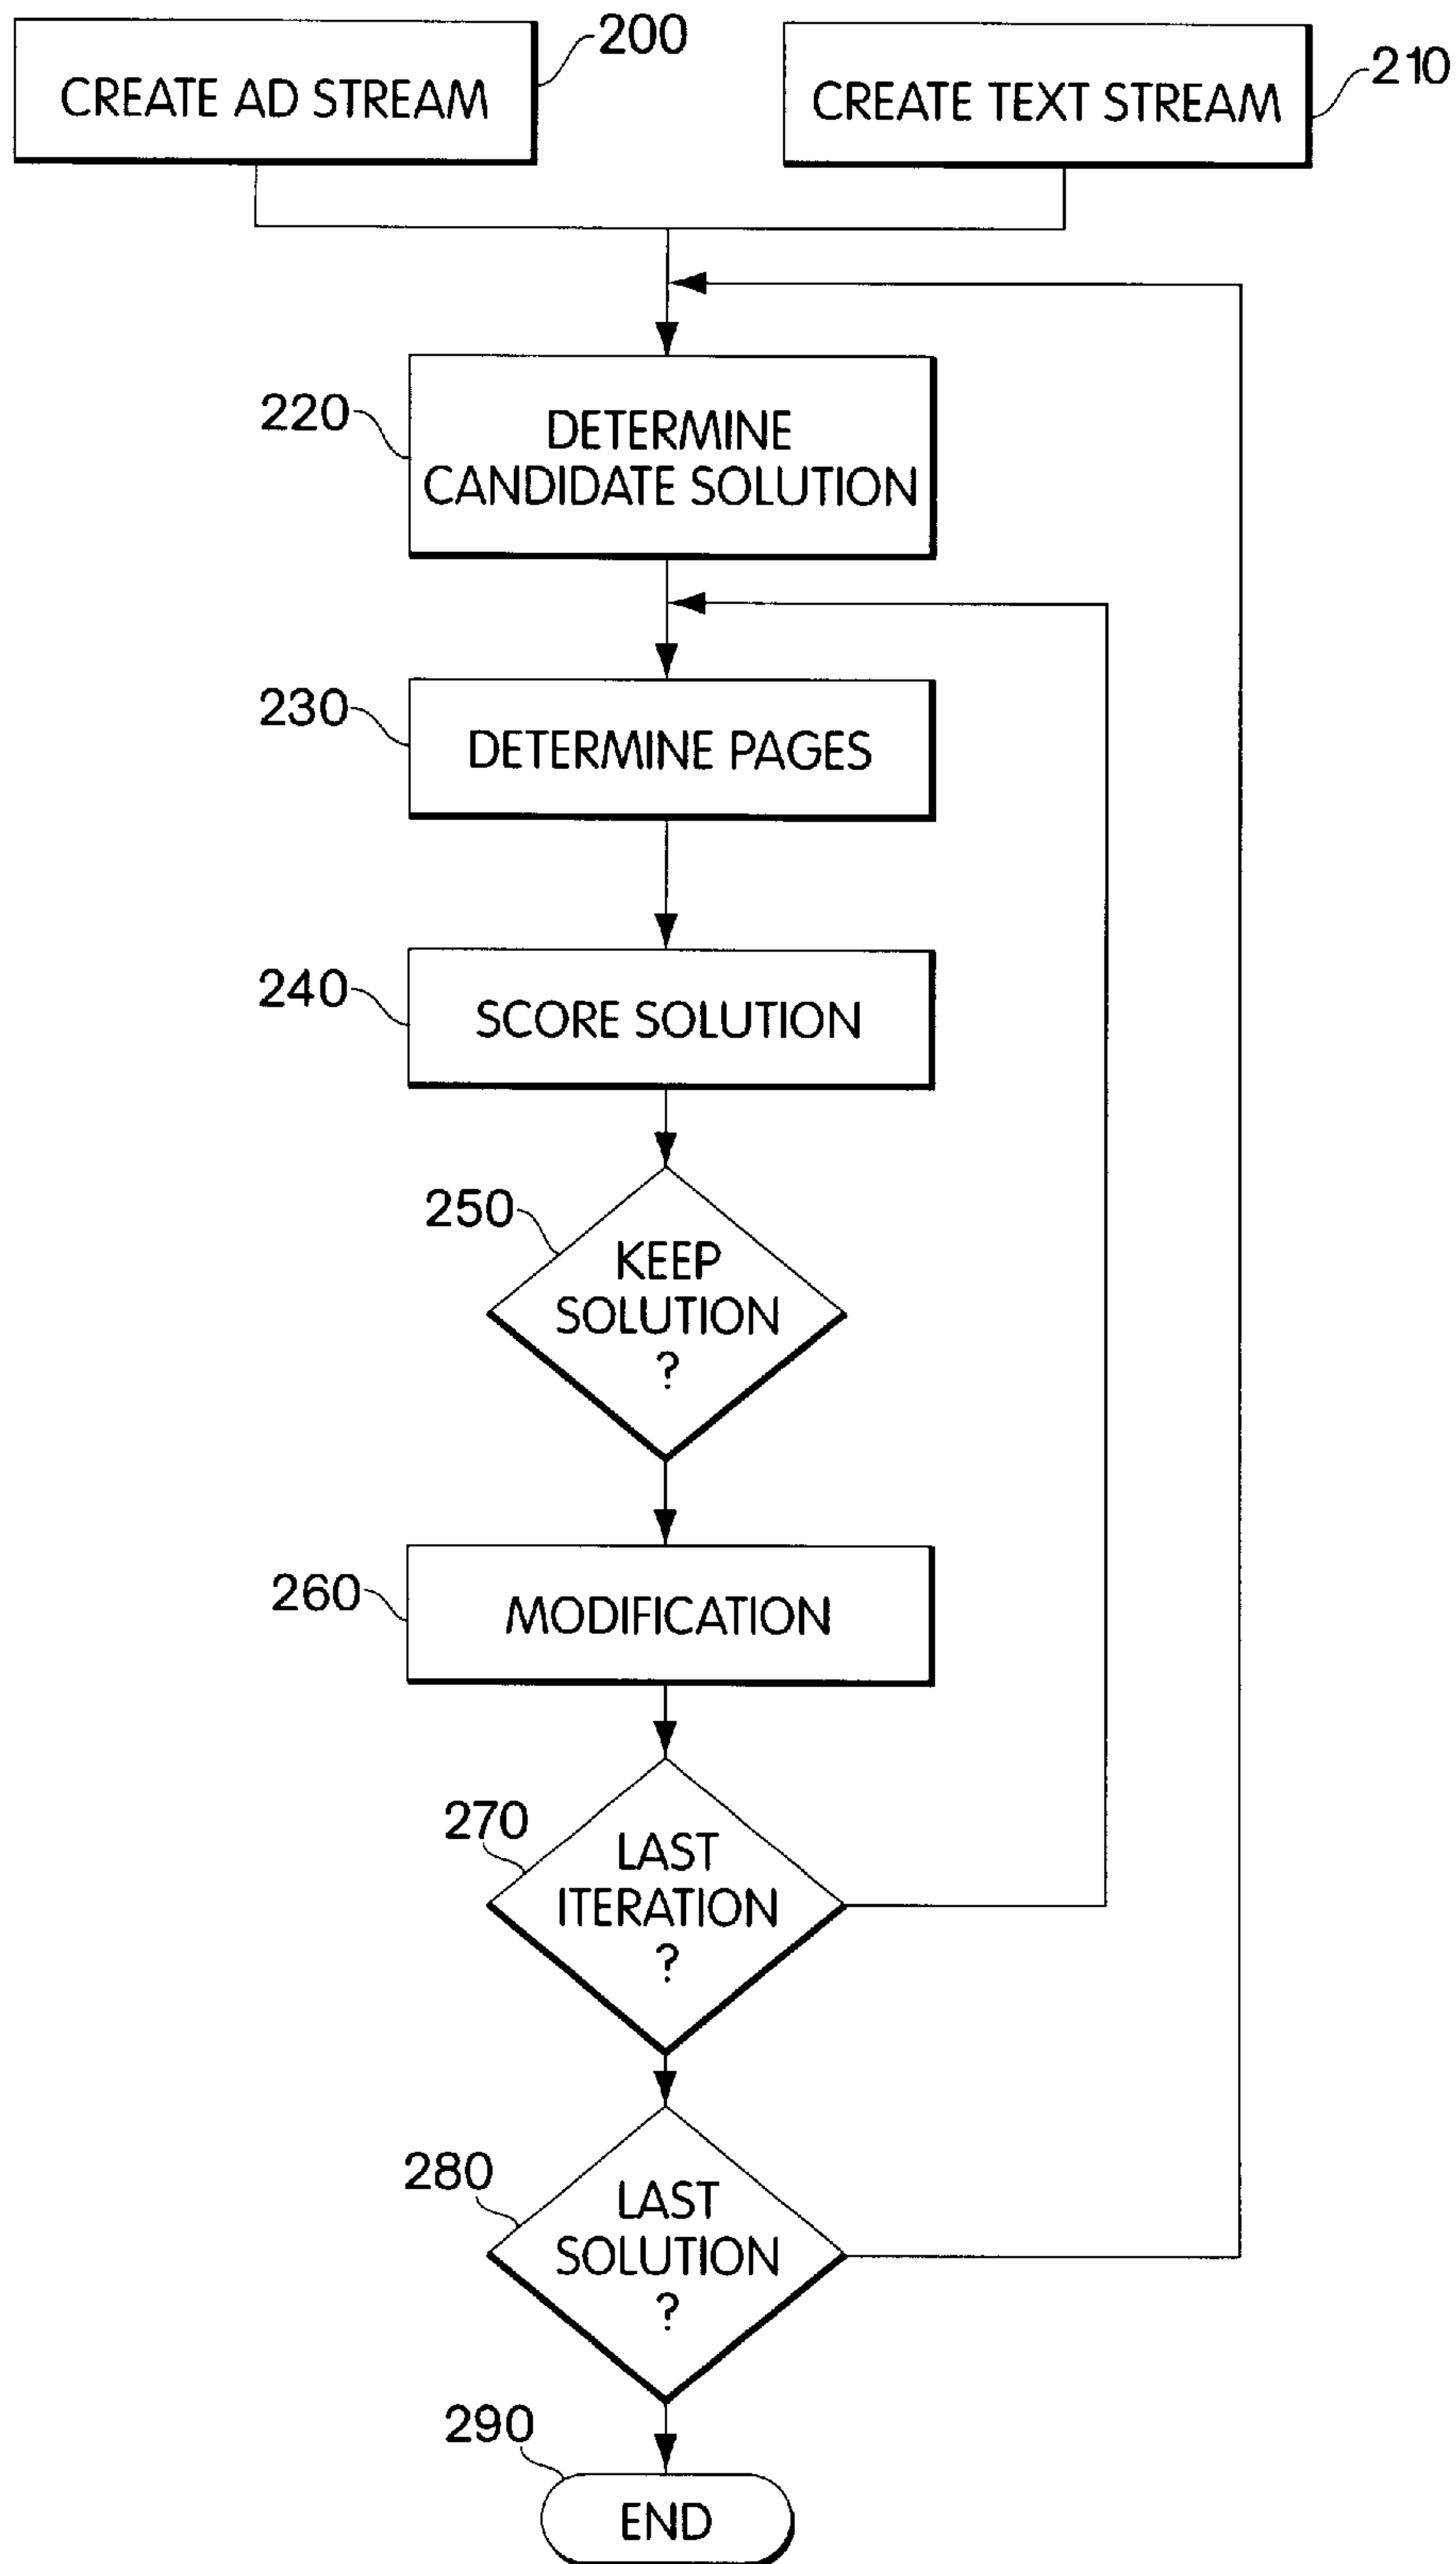 200
CREATE AD STREAM
210
CREATE TEXT STREAM
220
DETERMINE
CANDIDATE SOLUTION
230
DETERMINE PAGES
240
SCORE SOLUTION
250
KEEP
SOLUTION
?
260
MODIFICATION
270
LAST
ITERATION
?
280
LAST
SOLUTION
?
290
END